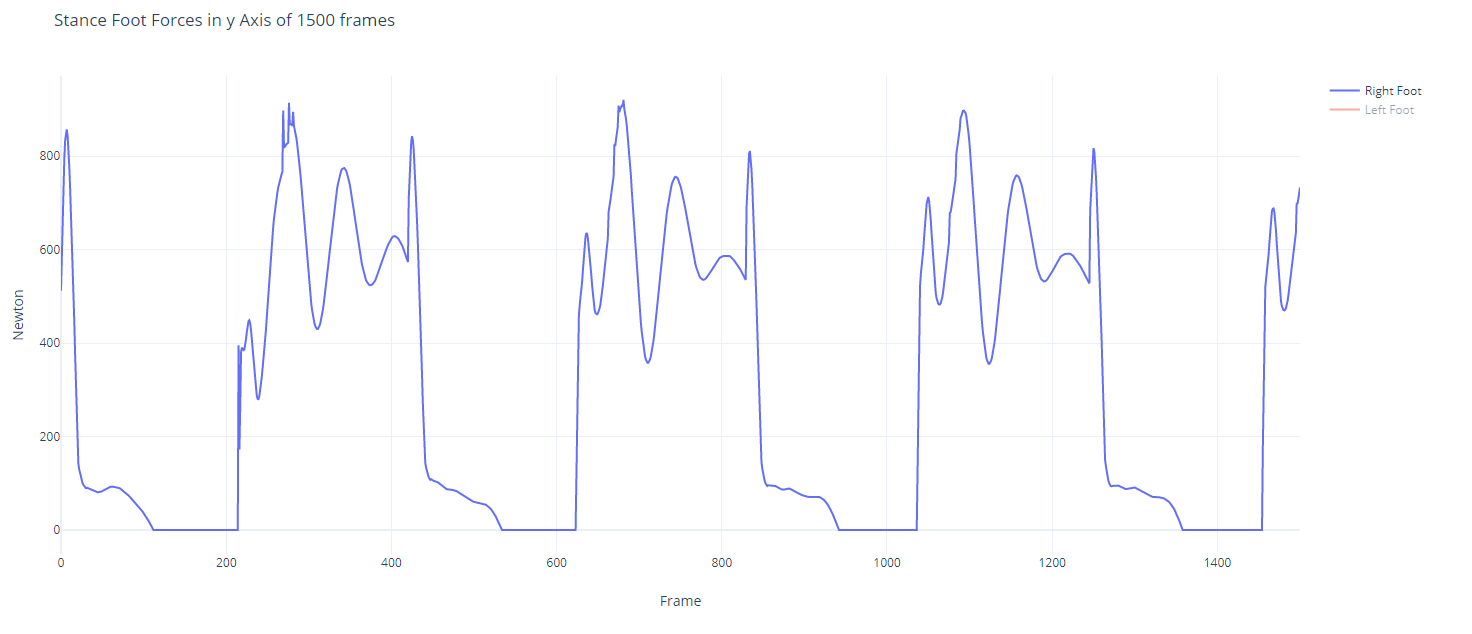 Stance Foot Forces in y Axis of 1500 frames
Right Foot
Left Foot
Newton
800
600
400
200
0
0 200 400 600 800 1000 1200 1400
Frame